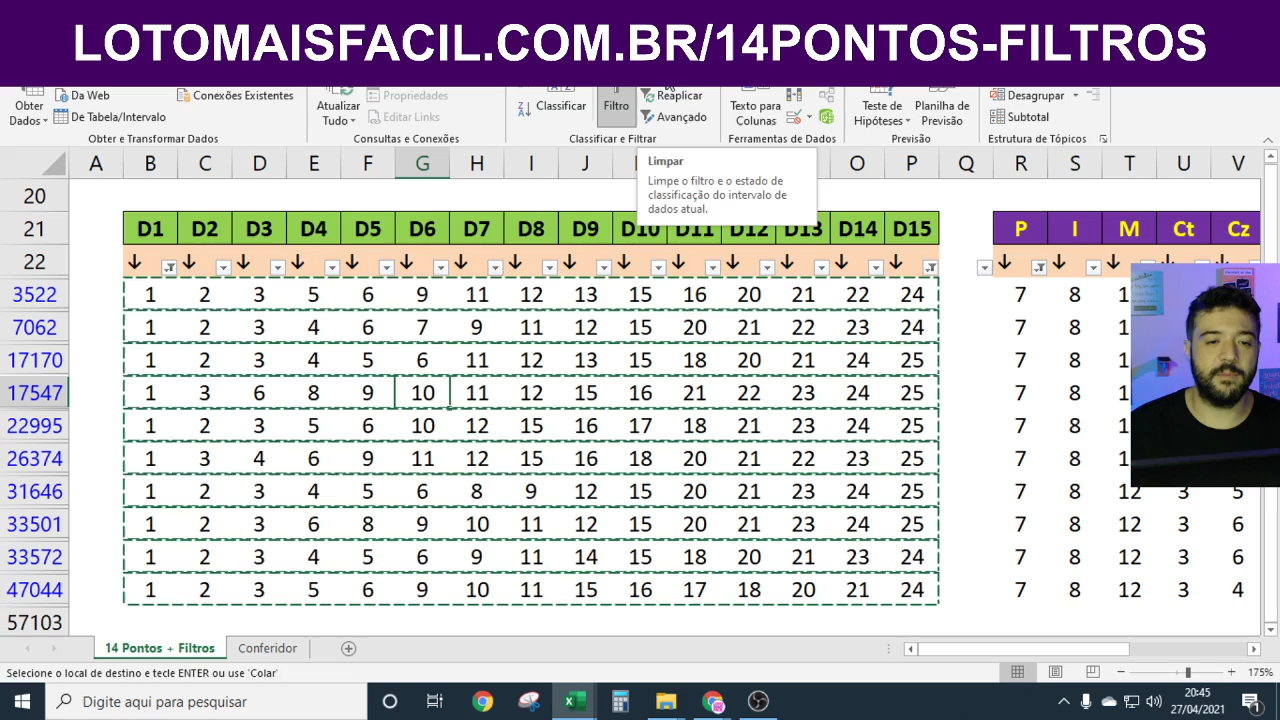 LOTOMAISFACIL.COM.BR/14PONTOS-FILTROS
Obter Dados
Da Web
De Tabela/Intervalo
Conexões Existentes
Obter e Transformar Dados
Atualizar Tudo
Propriedades
Editar Links
Consultas e Conexões
Classificar
Filtro
Reaplicar
Avançado
Classificar e Filtrar
Texto para Colunas
Ferramentas de Dados
Teste de Hipóteses
Planilha de Previsão
Previsão
Desagrupar
Subtotal
Estrutura de Tópicos
Limpar
Limpe o filtro e o estado de
classificação do intervalo de
dados atual.
A B C D E F G H I J O P Q R S T U V
20
21 D1 D2 D3 D4 D5 D6 D7 D8 D9 D10 D11 D12 D13 D14 D15 P I M Ct Cz
22
3522 1 2 3 5 6 9 11 12 13 15 16 20 21 22 24 7 8
7062 1 2 3 4 6 7 9 11 12 15 20 21 22 23 24 7 8
17170 1 2 3 4 5 6 11 12 13 15 18 20 21 24 25 7 8
17547 1 3 6 8 9 10 11 12 15 16 21 22 23 24 25 7 8
22995 1 2 3 5 6 10 12 15 16 17 18 21 23 24 25 7 8
26374 1 3 4 6 9 11 12 15 16 18 20 21 23 24 25 7 8
31646 1 2 3 4 5 6 8 9 12 15 20 21 23 24 25 7 8 12 3 5
33501 1 2 3 6 8 9 10 11 12 15 20 21 23 24 25 7 8 12 3 6
33572 1 2 3 4 5 6 9 11 14 15 18 20 21 23 24 7 8 12 3 6
47044 1 2 3 5 6 9 10 11 15 16 17 18 20 21 24 7 8 12 3 4
57103
14 Pontos + Filtros Conferidor
Selecione o local de destino e tecle ENTER ou use 'Colar' 175%
Digite aqui para pesquisar
20:45
27/04/2021
1